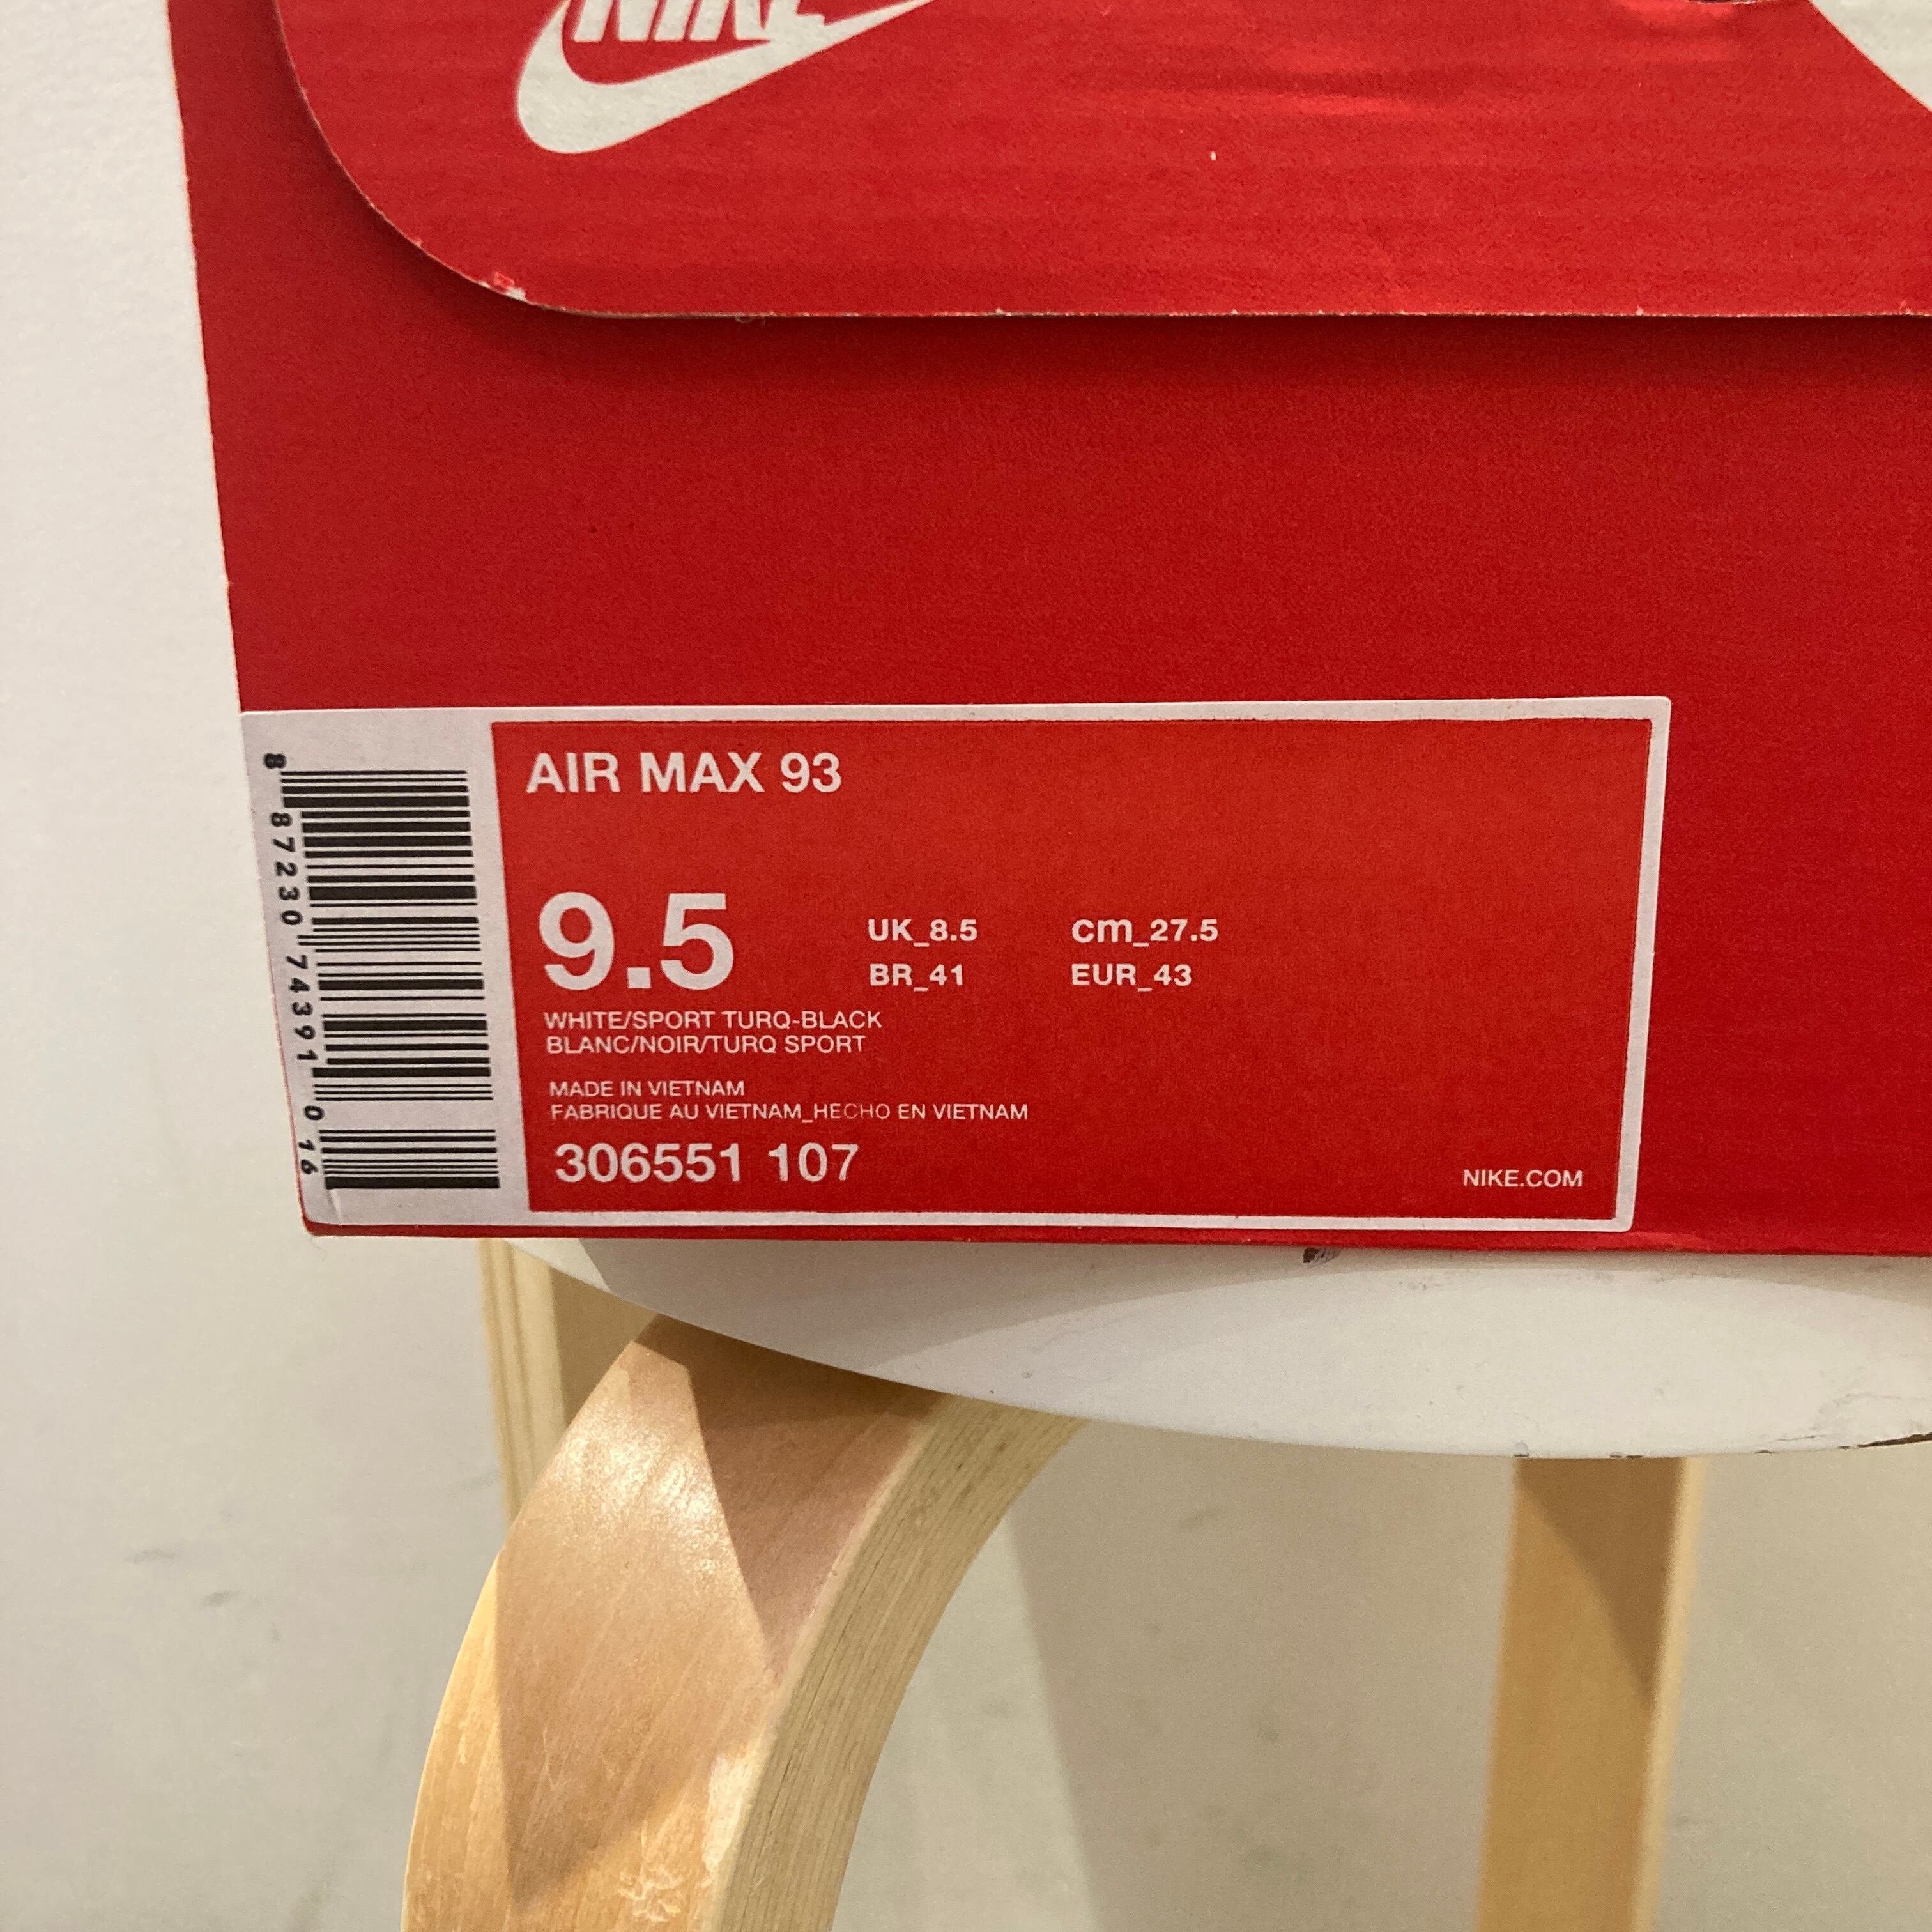 NIKE
AIR MAX 93
9.5
UK_8.5
cm_27.5
BR_41
EUR_43
WHITE/SPORT TURQ-BLACK
BLANC/NOIR/TURQ SPORT
MADE IN VIETNAM
FABRIQUE AU VIETNAM_HECHO EN VIETNAM
306551 107
NIKE.COM
8 87230 74391 0 16